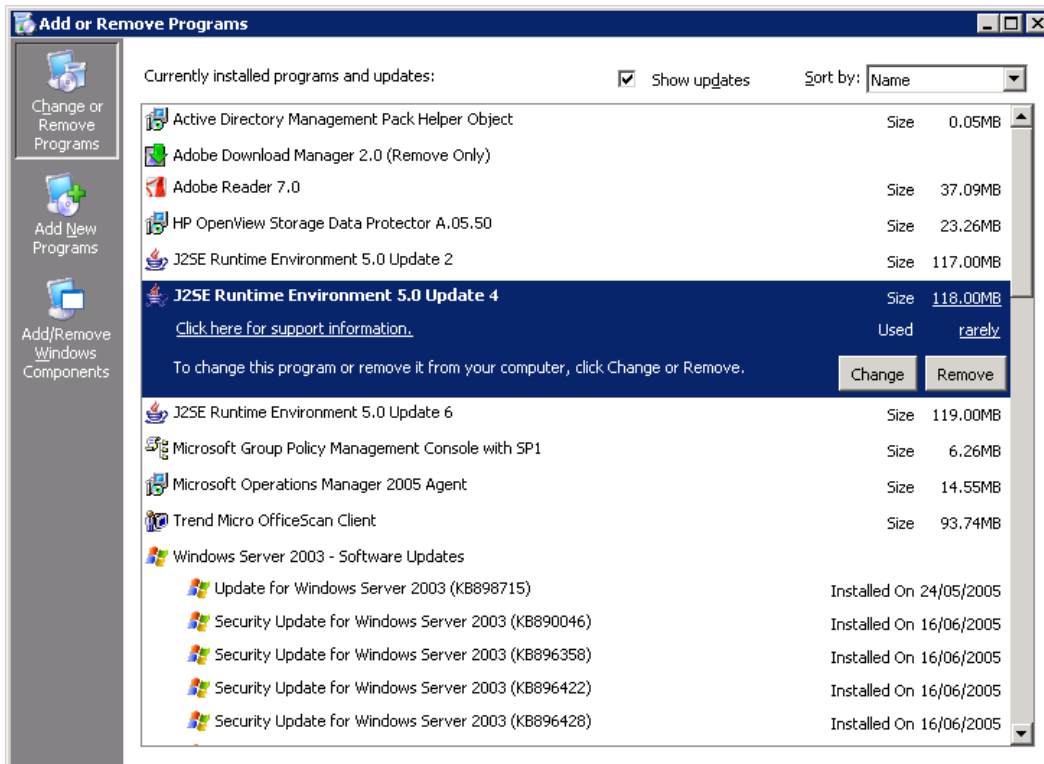 Add or Remove Programs
Change or
Remove
Programs
Add New
Programs
Add/Remove
Windows
Components
Currently installed programs and updates: Show updates Sort by: Name
Active Directory Management Pack Helper Object Size 0.05MB
Adobe Download Manager 2.0 (Remove Only)
Adobe Reader 7.0 Size 37.09MB
HP OpenView Storage Data Protector A.05.50 Size 23.26MB
J2SE Runtime Environment 5.0 Update 2 Size 117.00MB
J2SE Runtime Environment 5.0 Update 4 Size 118.00MB
Click here for support information. Used rarely
To change this program or remove it from your computer, click Change or Remove. Change Remove
J2SE Runtime Environment 5.0 Update 6 Size 119.00MB
Microsoft Group Policy Management Console with SP1 Size 6.26MB
Microsoft Operations Manager 2005 Agent Size 14.55MB
Trend Micro OfficeScan Client Size 93.74MB
Windows Server 2003 - Software Updates
Update for Windows Server 2003 (KB898715) Installed On 24/05/2005
Security Update for Windows Server 2003 (KB890046) Installed On 16/06/2005
Security Update for Windows Server 2003 (KB896358) Installed On 16/06/2005
Security Update for Windows Server 2003 (KB896422) Installed On 16/06/2005
Security Update for Windows Server 2003 (KB896428) Installed On 16/06/2005